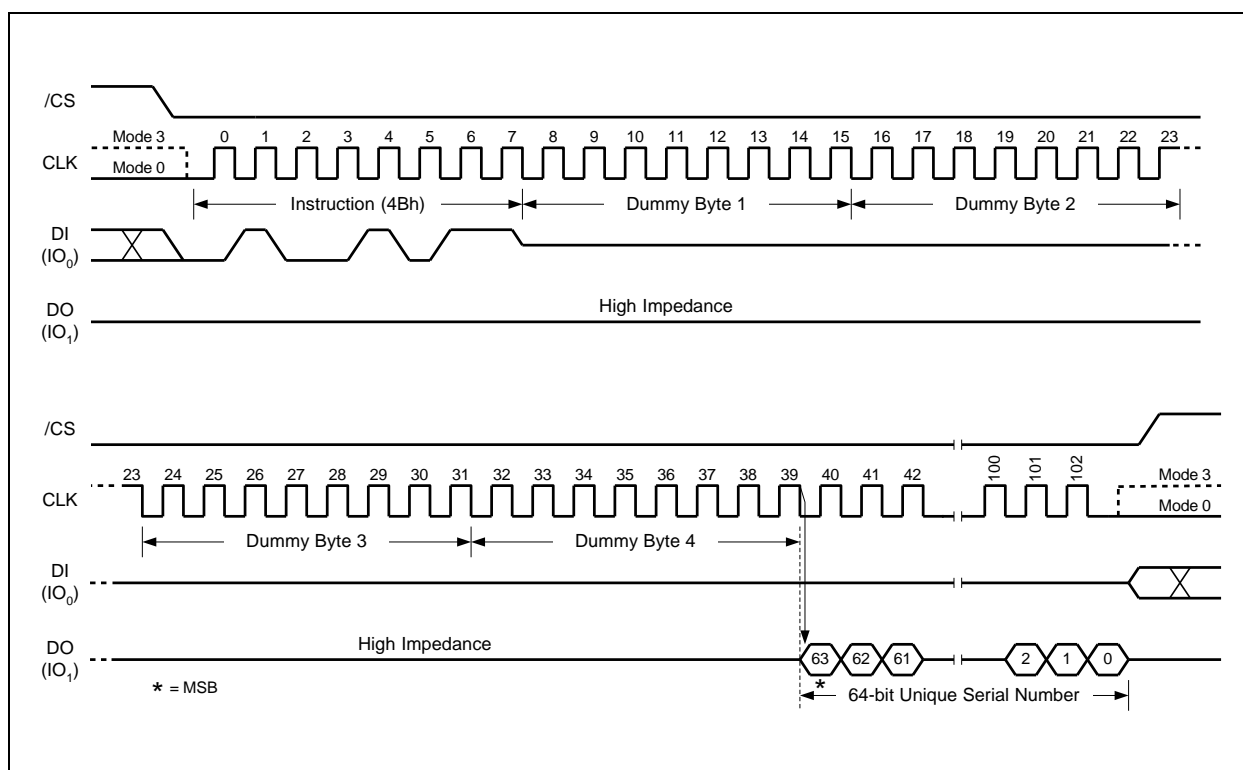 /CS
Mode 3 0 1 2 3 4 5 6 7 8 9 10 11 12 13 14 15 16 17 18 19 20 21 22 23
CLK Mode 0
Instruction (4Bh) Dummy Byte 1 Dummy Byte 2
DI
(IO0)
DO High Impedance
(IO1)
/CS
23 24 25 26 27 28 29 30 31 32 33 34 35 36 37 38 39 40 41 42 100 101 102 Mode 3
CLK Mode 0
Dummy Byte 3 Dummy Byte 4
DI
(IO0)
DO High Impedance 63 62 61 2 1 0
(IO1)
* = MSB * 64-bit Unique Serial Number